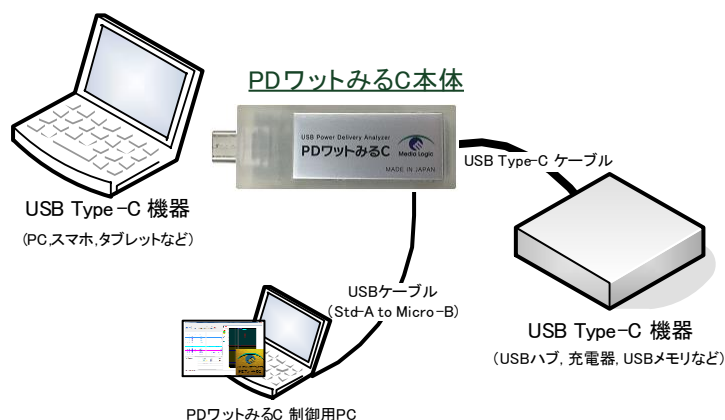 PDワットみるC本体
USB Power Delivery Analyzer
PDワットみるC
Media Logic
MADE IN JAPAN
USB Type-C ケーブル
USB Type-C 機器
(PC,スマホ,タブレットなど)
USBケーブル
(Std-A to Micro-B)
USB Type-C 機器
(USBハブ, 充電器, USBメモリなど)
PDワットみるC 制御用PC